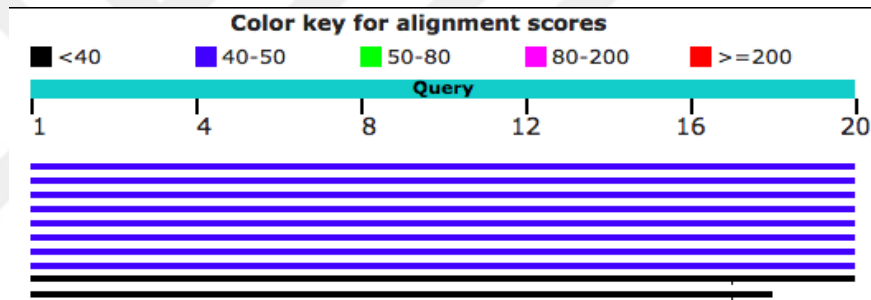 Color key for alignment scores
<40 40-50 50-80 80-200 >=200
Query
1 4 8 12 16 20